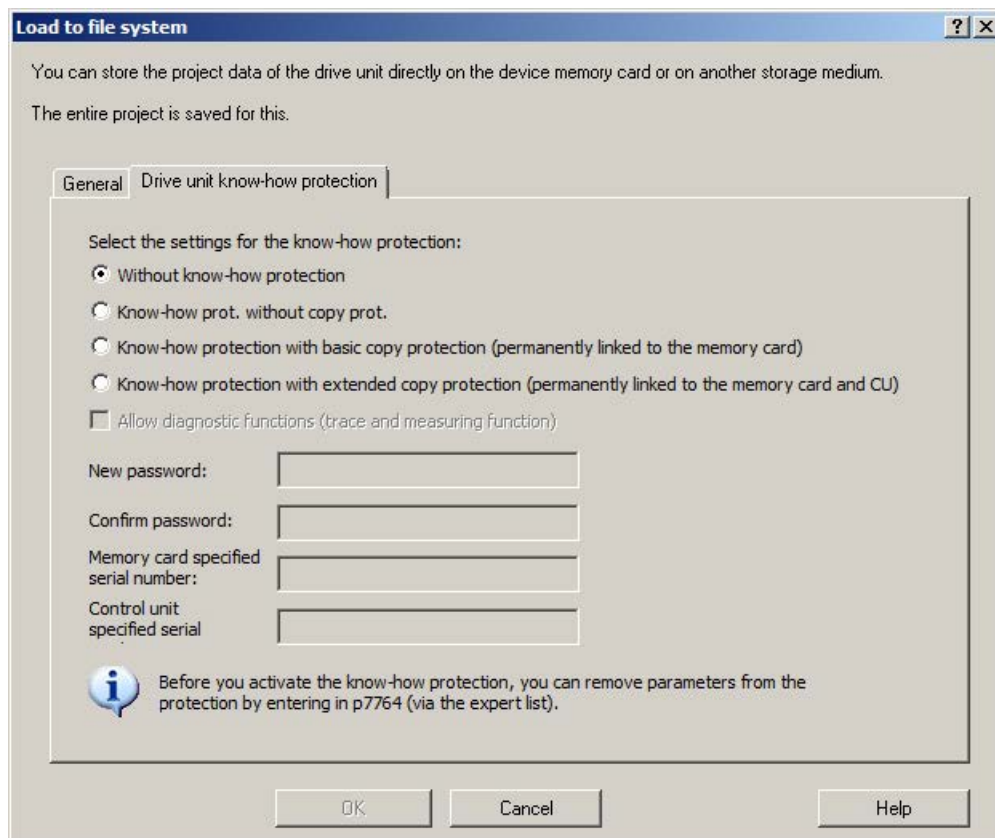 Load to file system
You can store the project data of the drive unit directly on the device memory card or on another storage medium.
The entire project is saved for this.
General
Drive unit know-how protection
Select the settings for the know-how protection:
Without know-how protection
Know-how prot. without copy prot.
Know-how protection with basic copy protection (permanently linked to the memory card)
Know-how protection with extended copy protection (permanently linked to the memory card and CU)
Allow diagnostic functions (trace and measuring function)
New password:
Confirm password:
Memory card specified
serial number:
Control unit
specified serial
Before you activate the know-how protection, you can remove parameters from the
protection by entering in p7764 (via the expert list).
OK
Cancel
Help